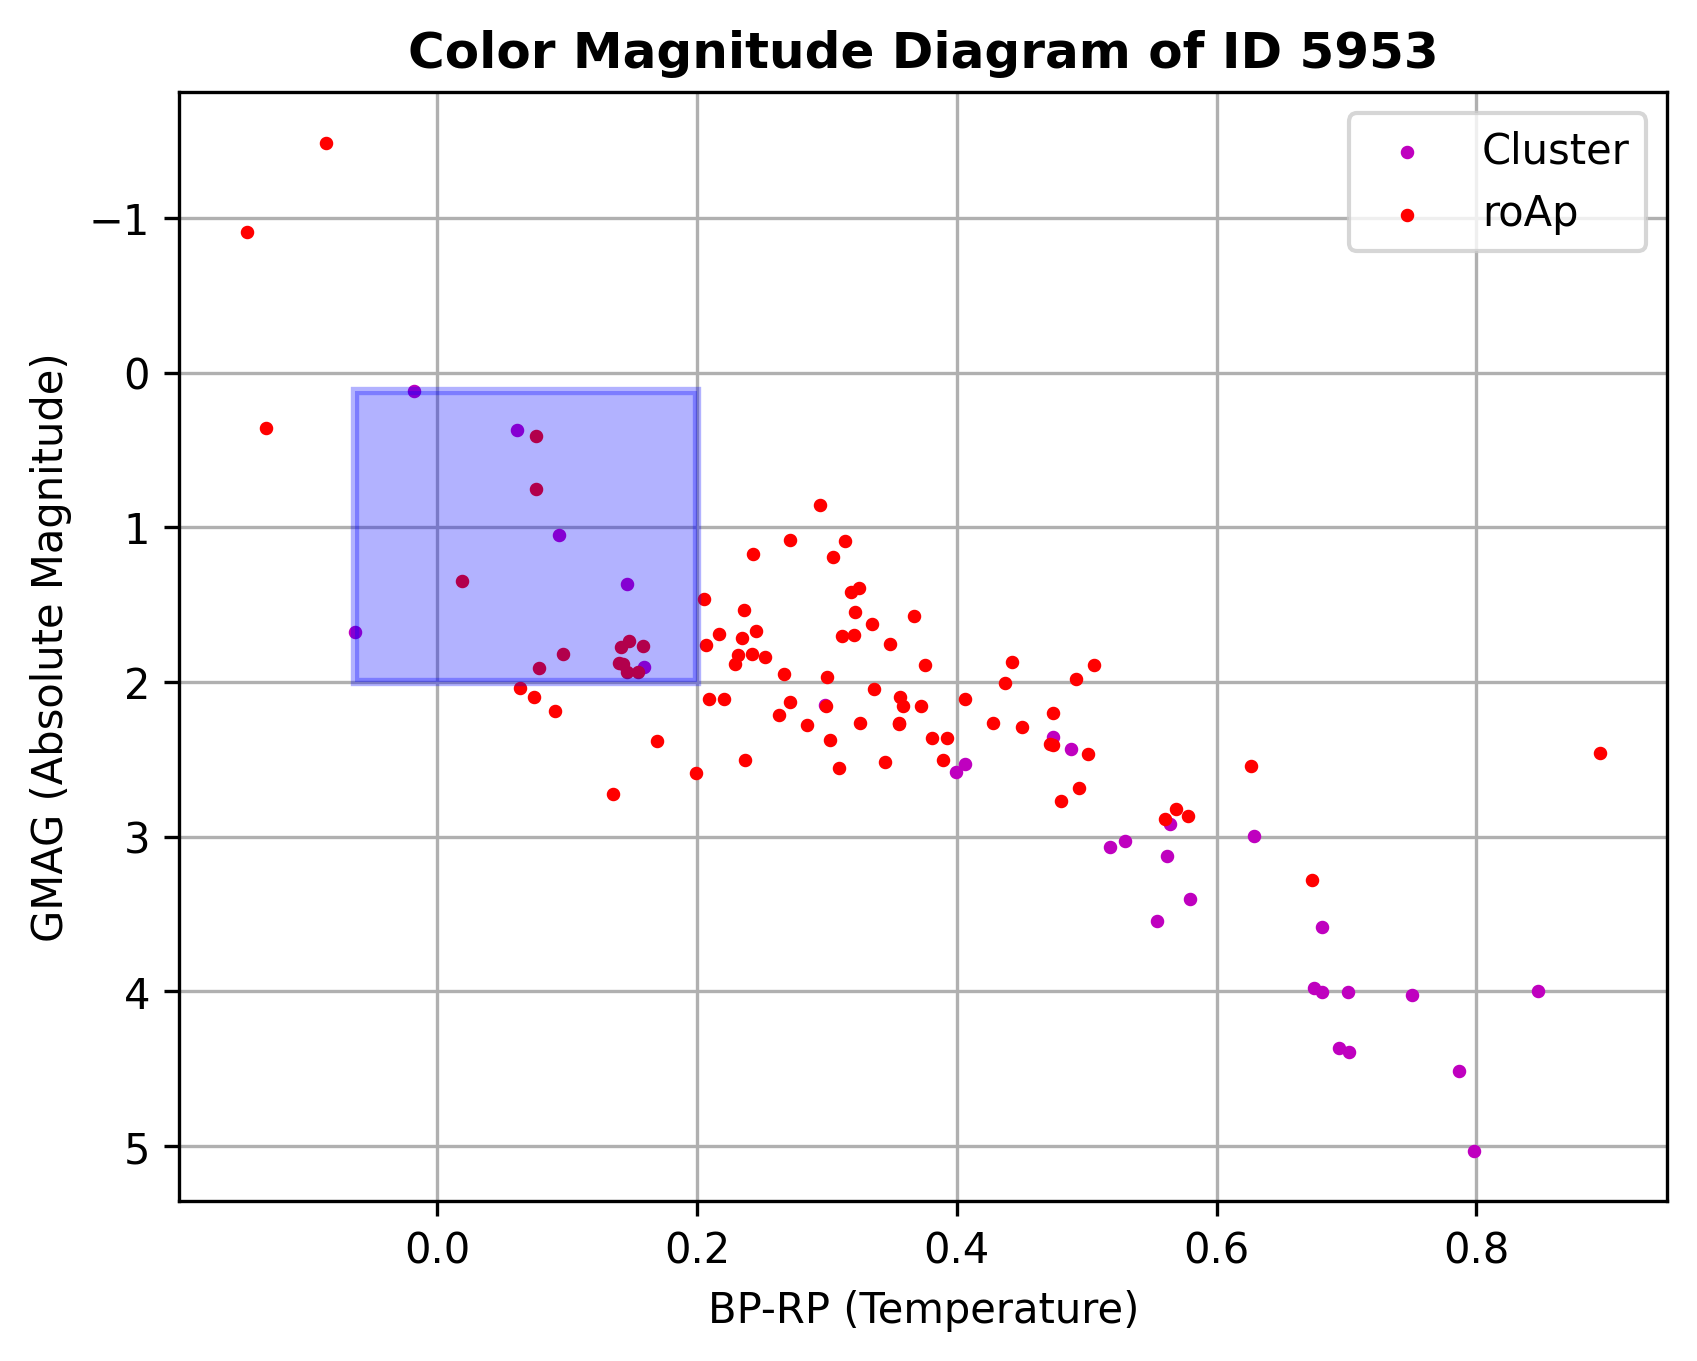 Color Magnitude Diagram of ID 5953
Cluster
roAp
−1
0
1
2
3
4
5
GMAG (Absolute Magnitude)
0.0 0.2 0.4 0.6 0.8
BP-RP (Temperature)